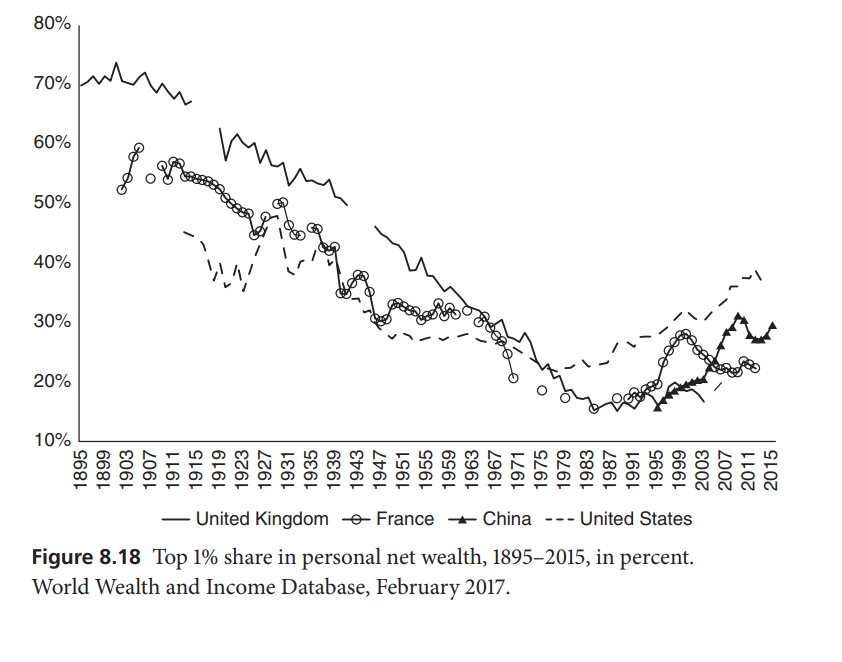 80%
70%
60%
50%
40%
30%
20%
10%
1895 1899 1903 1907 1911 1915 1919 1923 1927 1931 1935 1939 1943 1947 1951 1955 1959 1963 1967 1971 1975 1979 1983 1987 1991 1995 1999 2003 2007 2011 2015
United Kingdom France China United States
Figure 8.18 Top 1% share in personal net wealth, 1895–2015, in percent.
World Wealth and Income Database, February 2017.